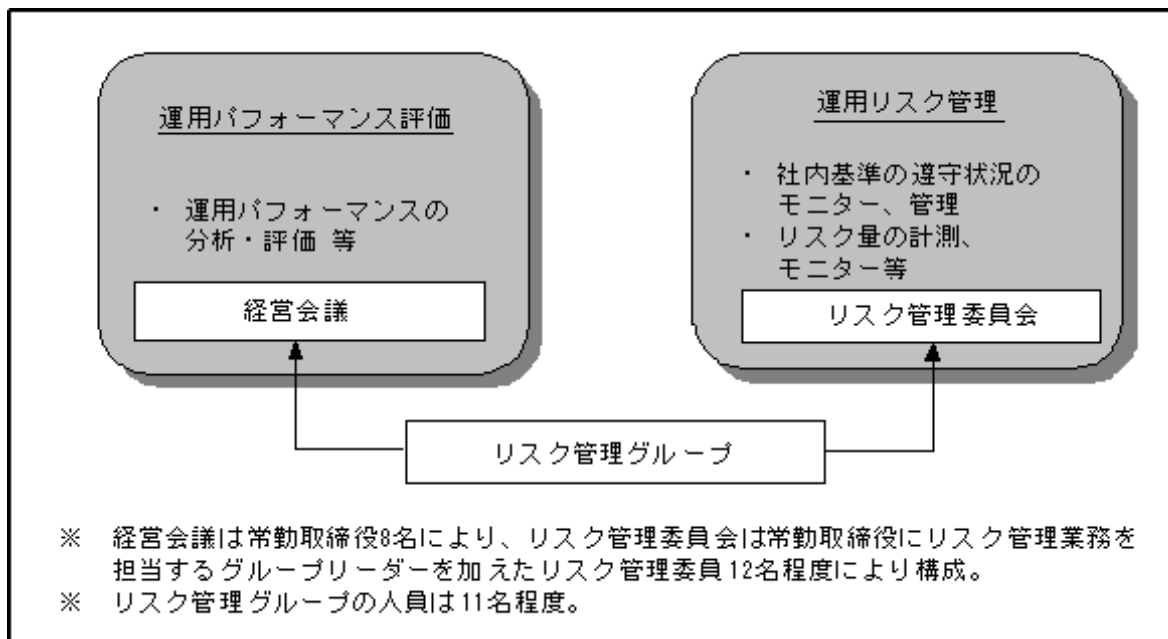 運用パフォーマンス評価
・ 運用パフォーマンスの
分析・評価 等
経営会議
運用リスク管理
・ 社内基準の遵守状況の
モニター、管理
・ リスク量の計測、
モニター等
リスク管理委員会
リスク管理グループ
※ 経営会議は常勤取締役8名により、リスク管理委員会は常勤取締役にリスク管理業務を
担当するグループリーダーを加えたリスク管理委員12名程度により構成。
※ リスク管理グループの人員は11名程度。